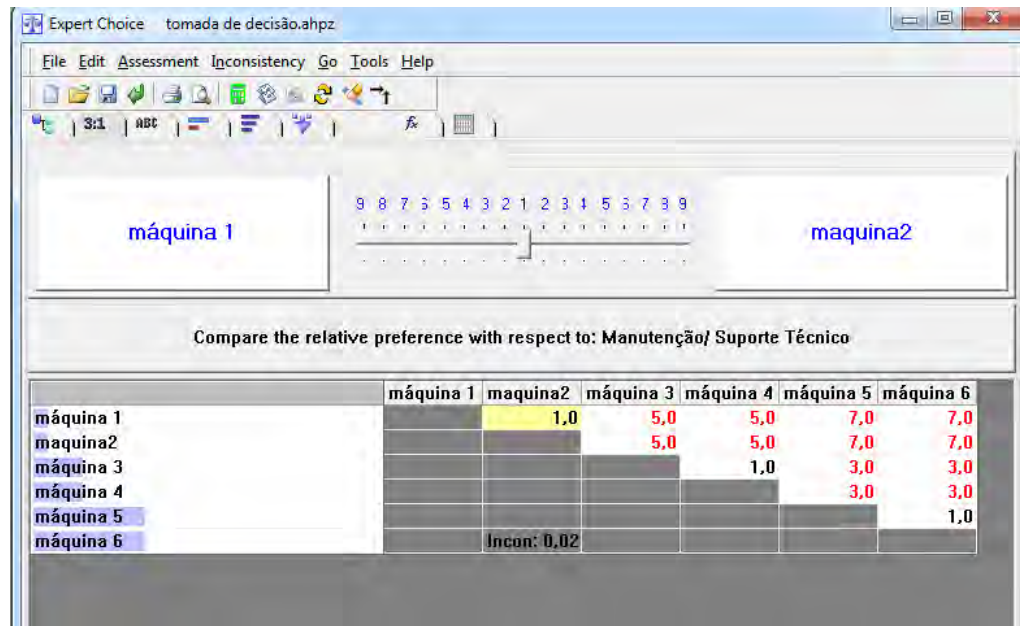 Expert Choice tomada de decisão.ahpz
File Edit Assessment Inconsistency Go Tools Help
3:1 ABC fx
9 8 7 6 5 4 3 2 1 2 3 4 5 6 7 8 9
máquina 1 maquina2
Compare the relative preference with respect to: Manutenção/ Suporte Técnico
máquina 1 maquina2 máquina 3 máquina 4 máquina 5 máquina 6
máquina 1 1,0 5,0 5,0 7,0 7,0
maquina2 5,0 5,0 7,0 7,0
máquina 3 1,0 3,0 3,0
máquina 4 3,0 3,0
máquina 5 1,0
máquina 6 Incon: 0,02